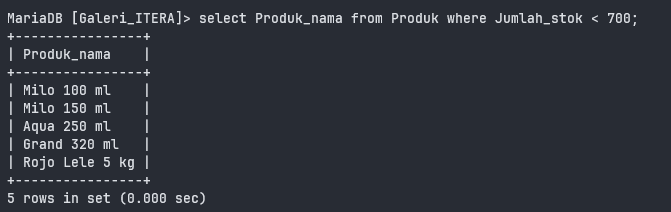 MariaDB [Galeri_ITERA]> select Produk_nama from Produk where Jumlah_stok < 700;
+----------------+
| Produk_nama    |
+----------------+
| Milo 100 ml    |
| Milo 150 ml    |
| Aqua 250 ml    |
| Grand 320 ml   |
| Rojo Lele 5 kg |
+----------------+
5 rows in set (0.000 sec)